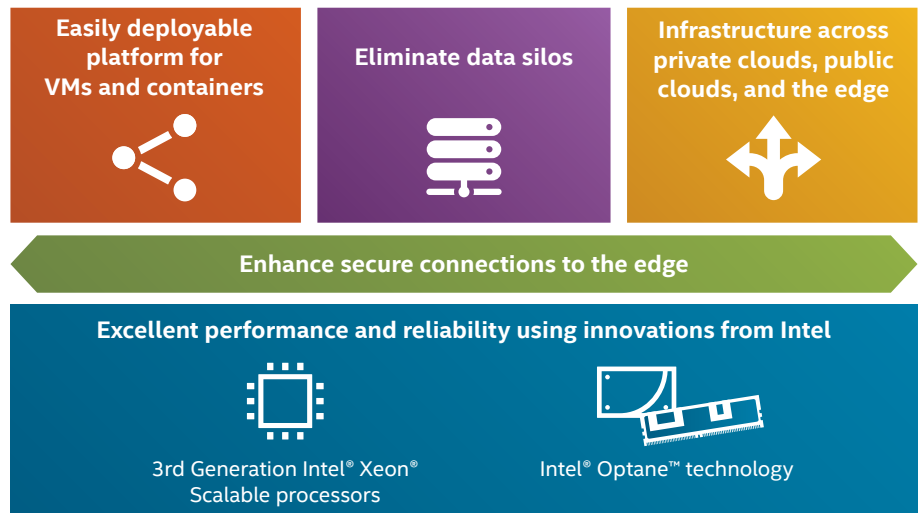 Easily deployable
platform for
VMs and containers
Eliminate data silos
Infrastructure across
private clouds, public
clouds, and the edge
Enhance secure connections to the edge
Excellent performance and reliability using innovations from Intel
3rd Generation Intel® Xeon®
Scalable processors
Intel® Optane™ technology